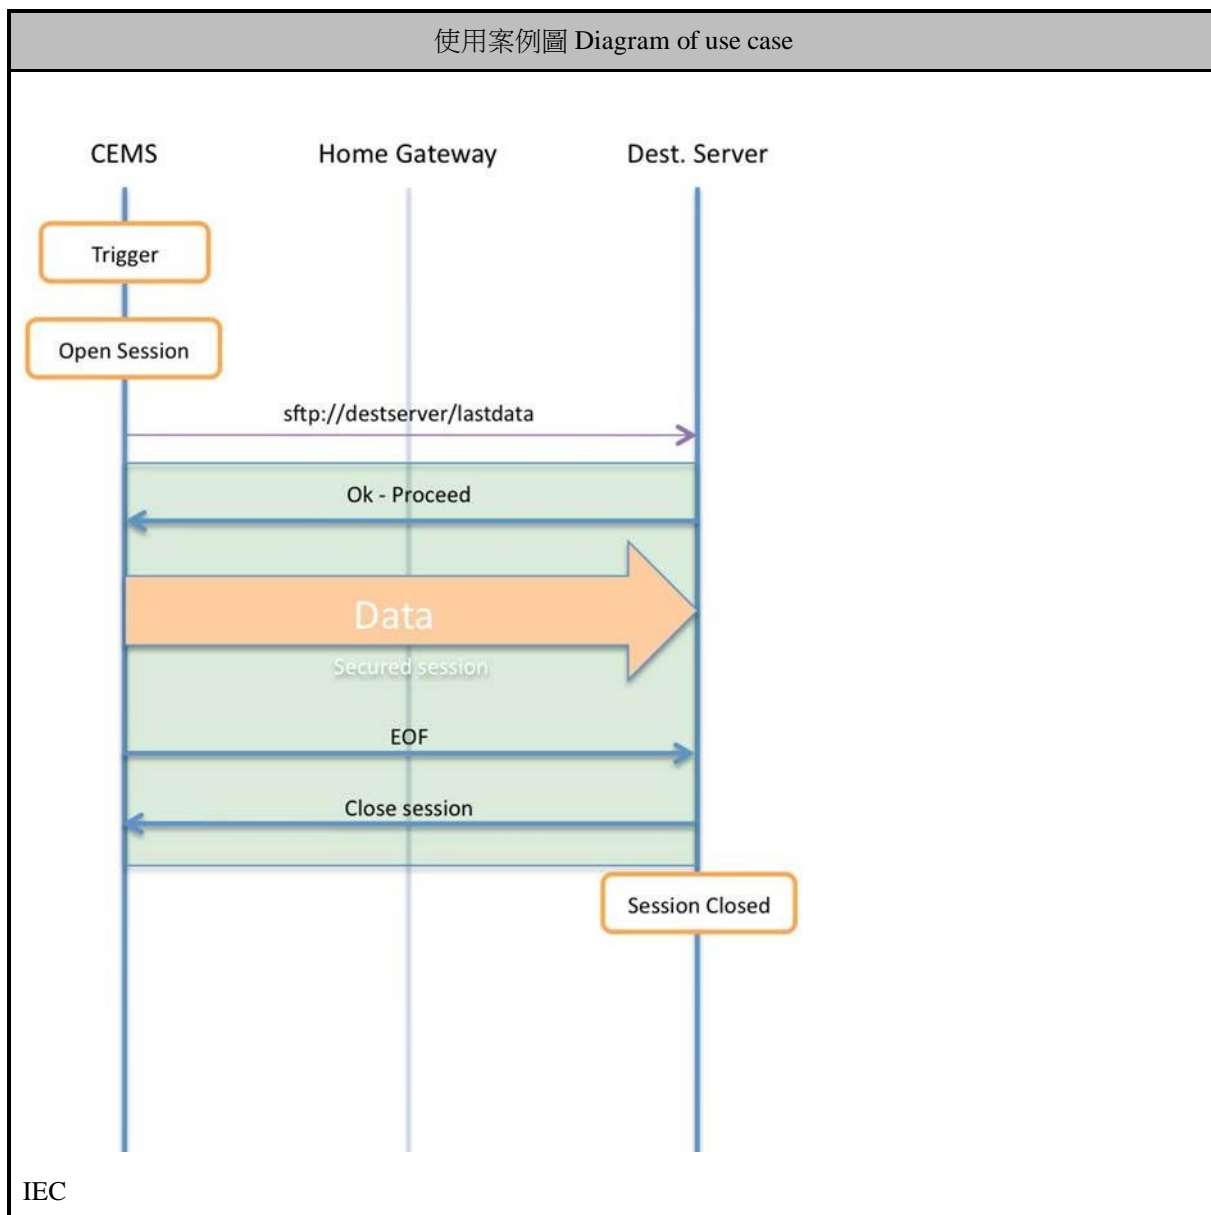 使用案例圖 Diagram of use case
CEMS
Home Gateway
Dest. Server
Trigger
Open Session
sftp://destserver/lastdata
Ok - Proceed
Data
Secured session
EOF
Close session
Session Closed
IEC